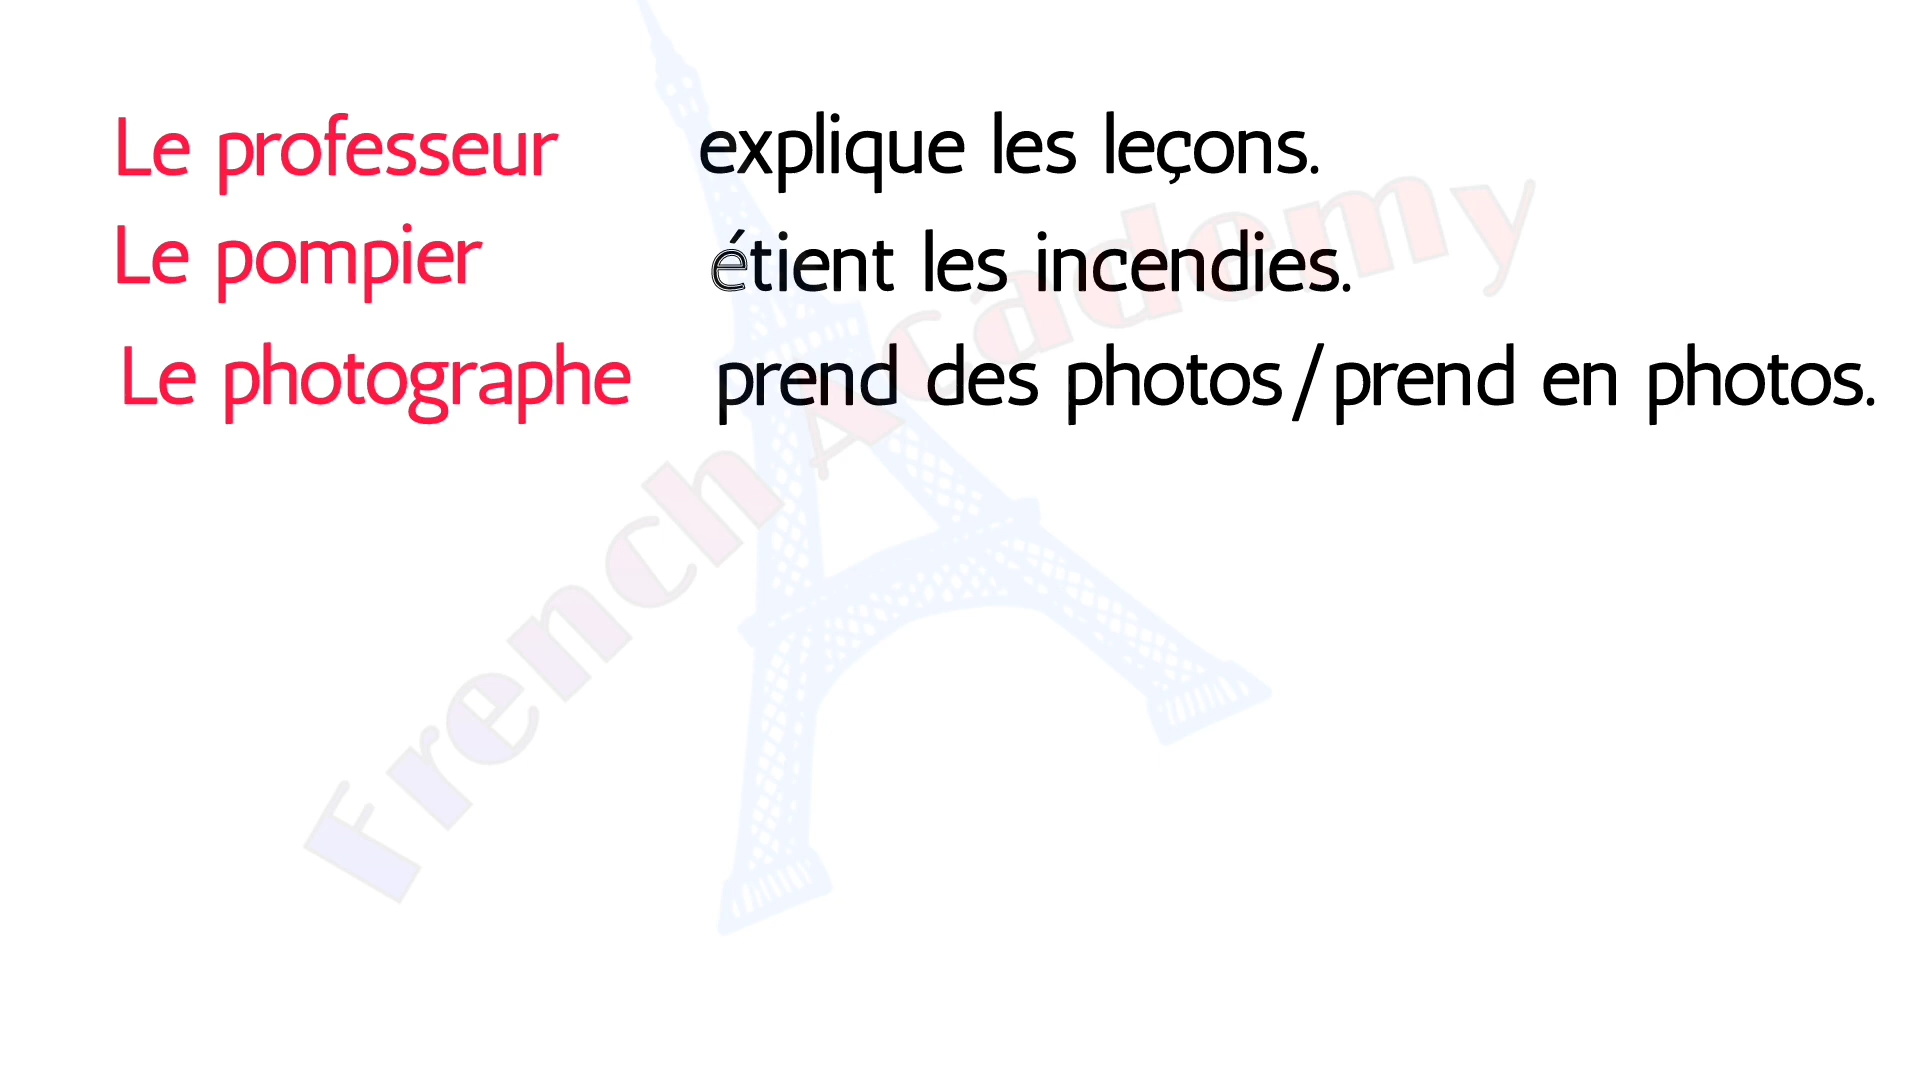 Le professeur explique les leçons.
Le pompier étient les incendies.
Le photographe prend des photos/prend en photos.
French Academy